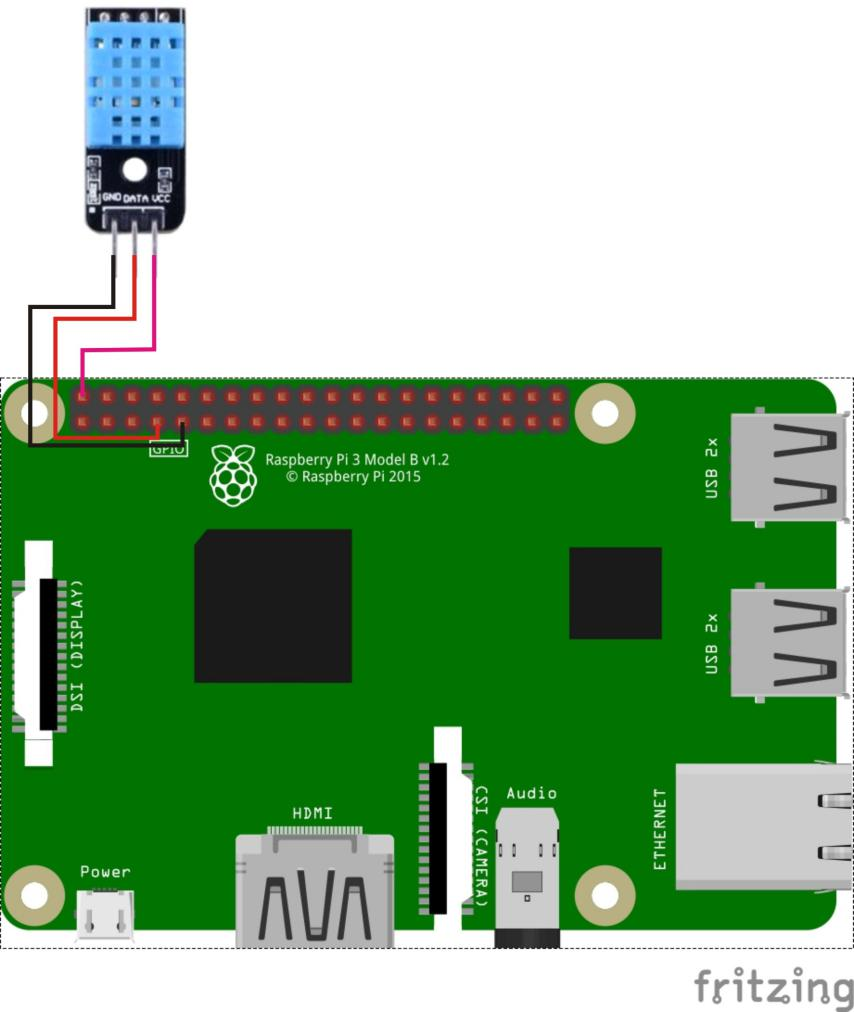 GND DATA VCC
GPIO
Raspberry Pi 3 Model B v1.2
© Raspberry Pi 2015
USB 2x
DSI (DISPLAY)
USB 2x
HDMI
CSI (CAMERA)
Audio
ETHERNET
Power
fritzing